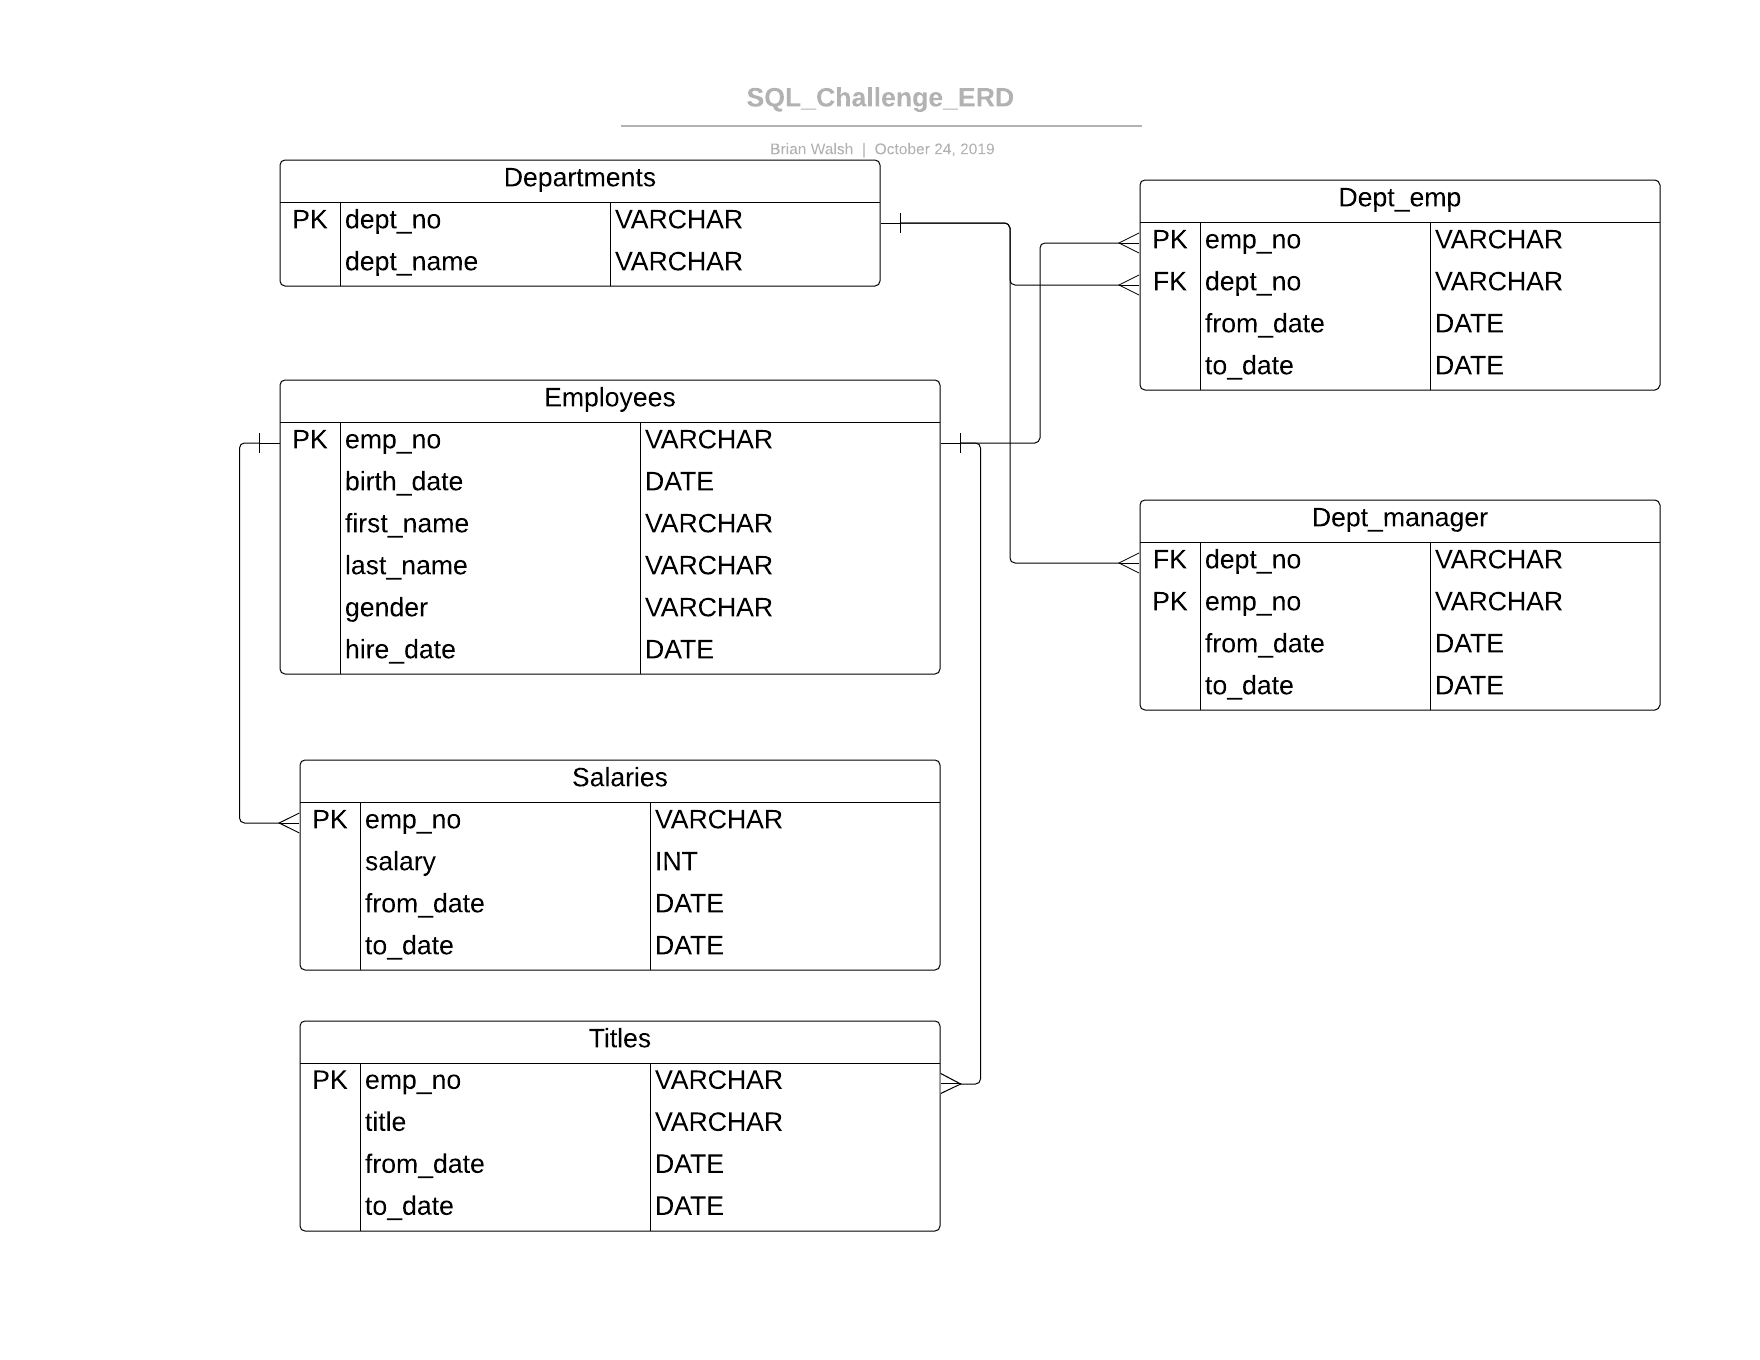 SQL_Challenge_ERD
Brian Walsh | October 24, 2019
Departments
PK dept_no VARCHAR
dept_name VARCHAR
Employees
PK emp_no VARCHAR
birth_date DATE
first_name VARCHAR
last_name VARCHAR
gender VARCHAR
hire_date DATE
Salaries
PK emp_no VARCHAR
salary INT
from_date DATE
to_date DATE
Titles
PK emp_no VARCHAR
title VARCHAR
from_date DATE
to_date DATE
Dept_emp
PK emp_no VARCHAR
FK dept_no VARCHAR
from_date DATE
to_date DATE
Dept_manager
FK dept_no VARCHAR
PK emp_no VARCHAR
from_date DATE
to_date DATE